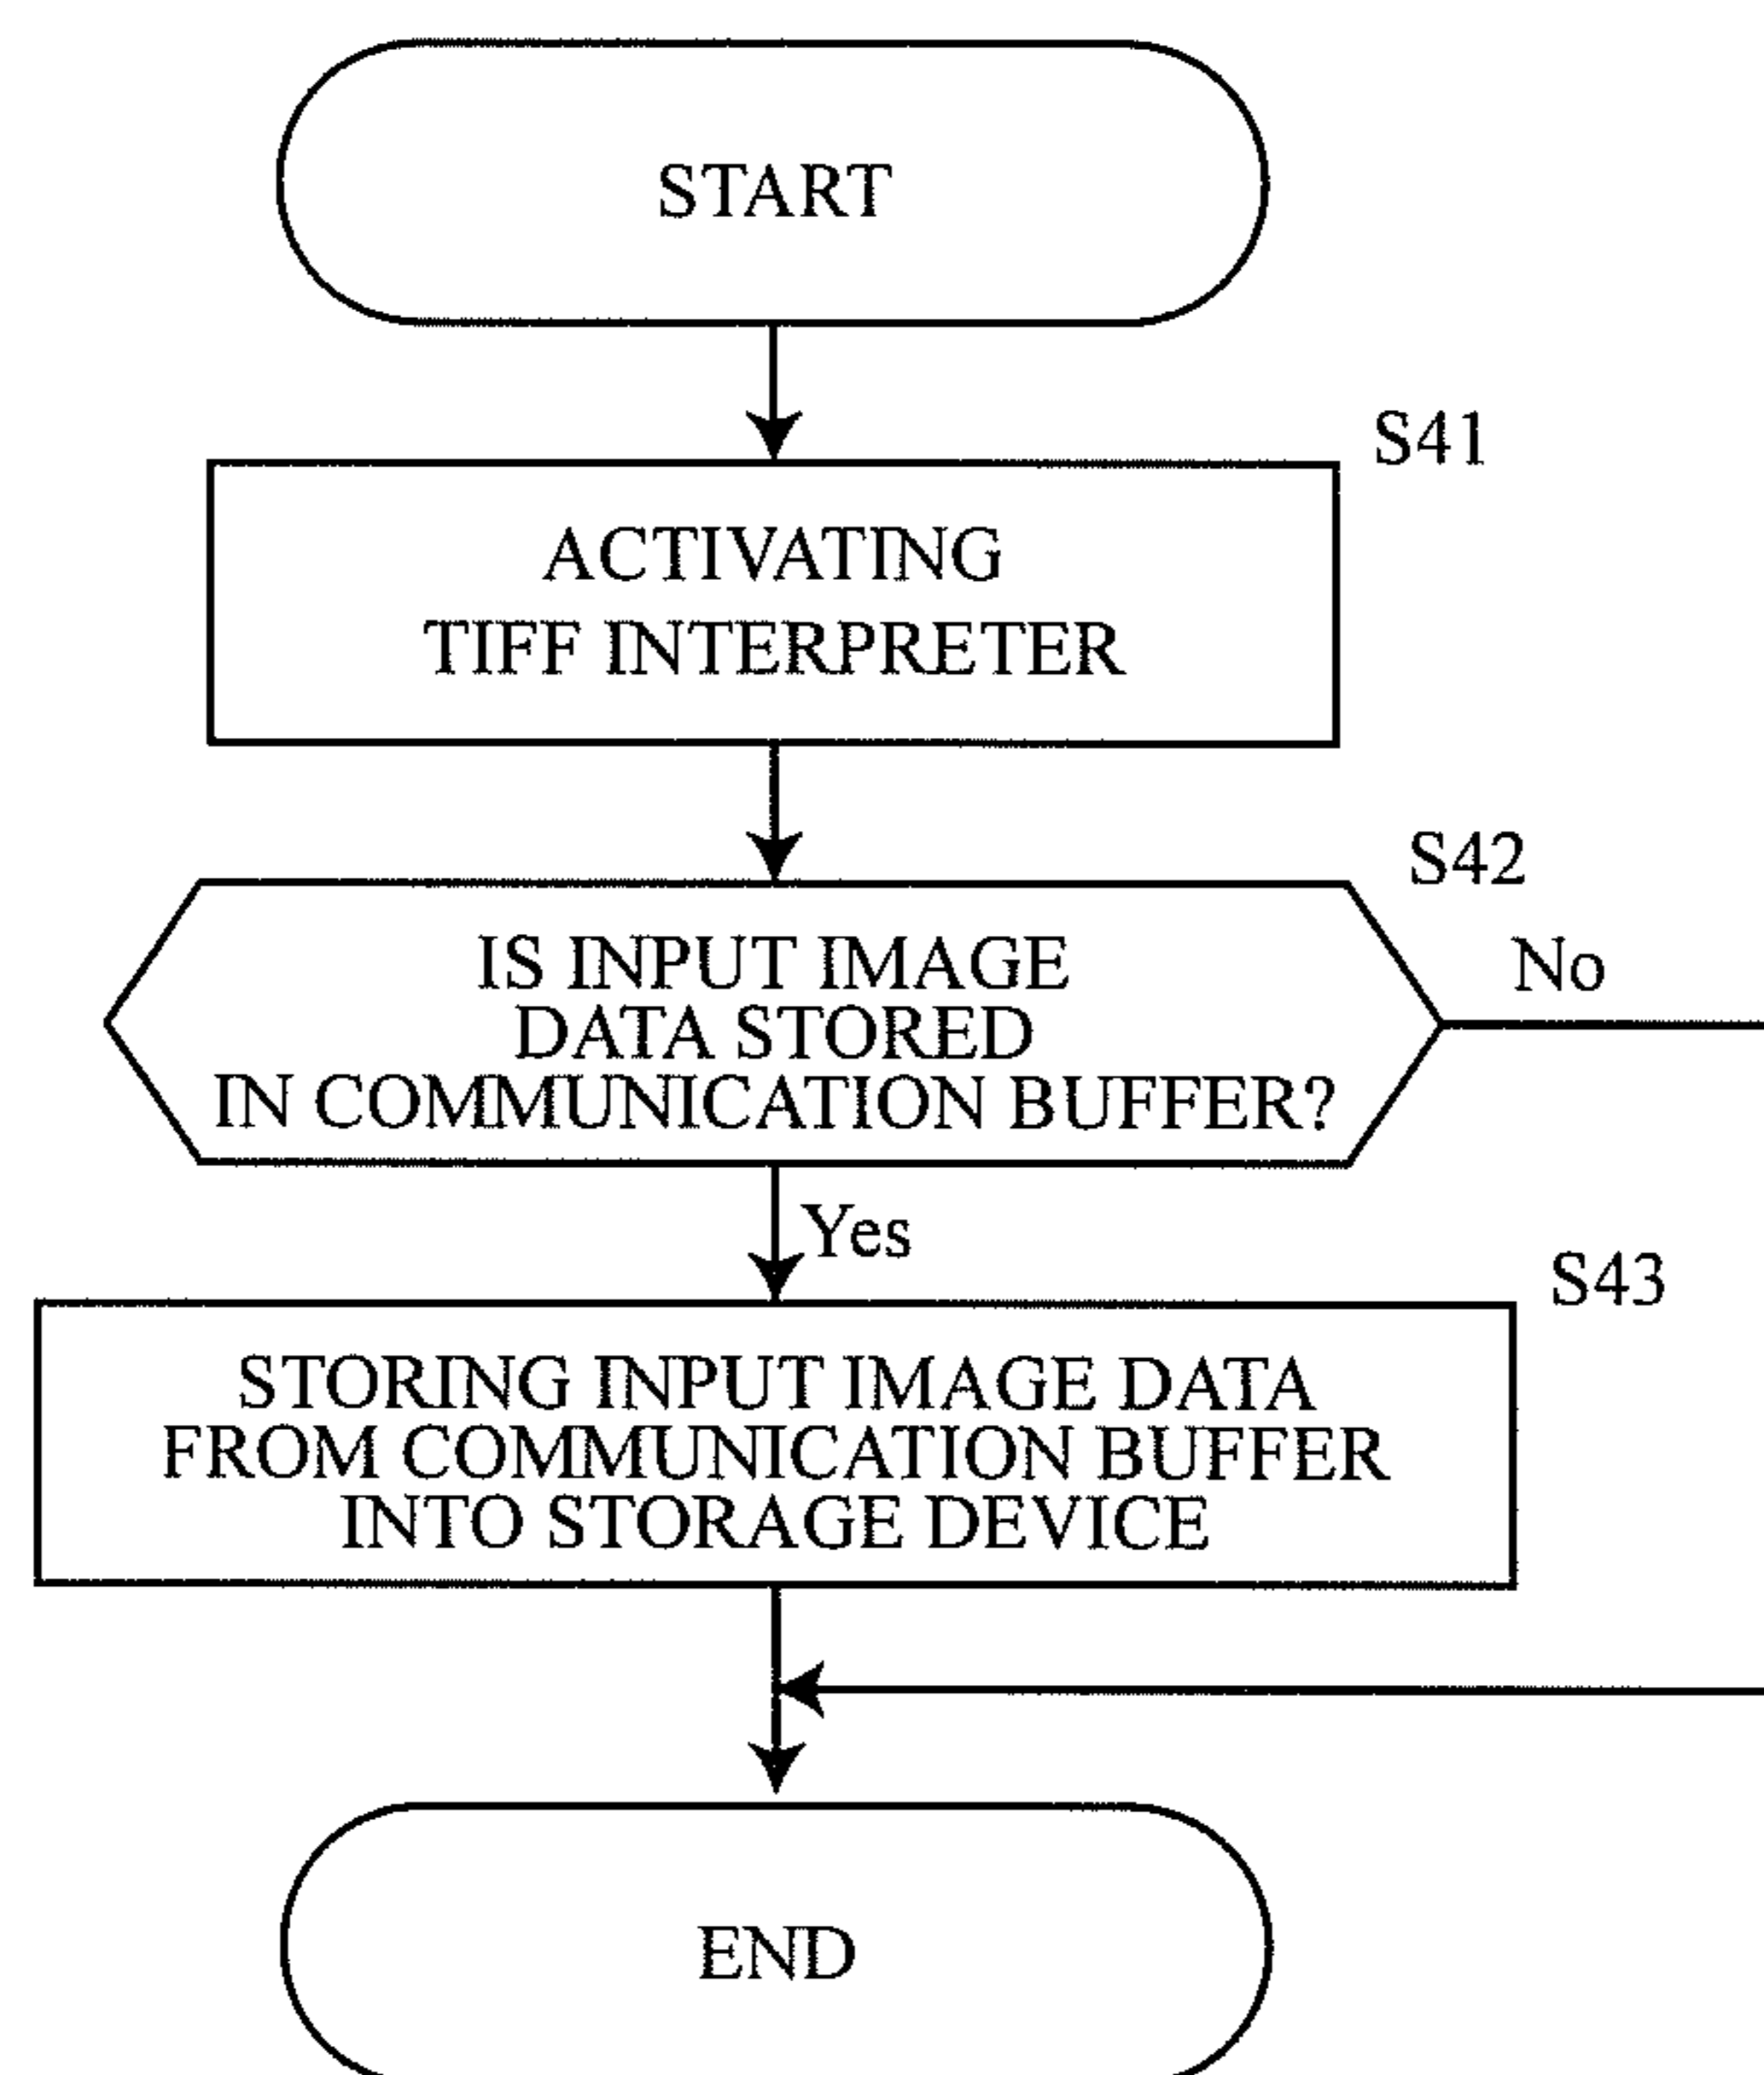 START
S41
ACTIVATING
TIFF INTERPRETER
S42
IS INPUT IMAGE
DATA STORED
IN COMMUNICATION BUFFER?
No
Yes
S43
STORING INPUT IMAGE DATA
FROM COMMUNICATION BUFFER
INTO STORAGE DEVICE
END